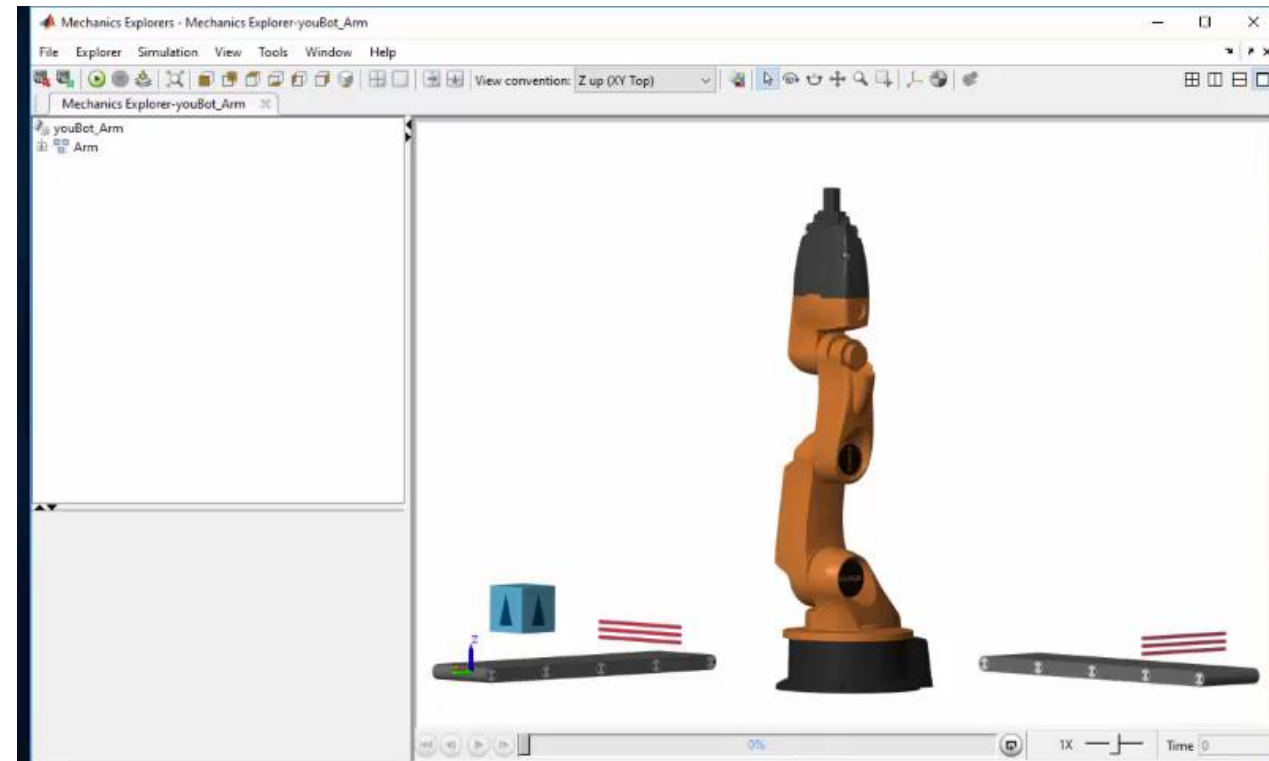 Mechanics Explorers - Mechanics Explorer-youBot_Arm
File Explorer Simulation View Tools Window Help
View convention: Z up (XY Top)
Mechanics Explorer-youBot_Arm
youBot_Arm
Arm
Z
0%
1X Time 0